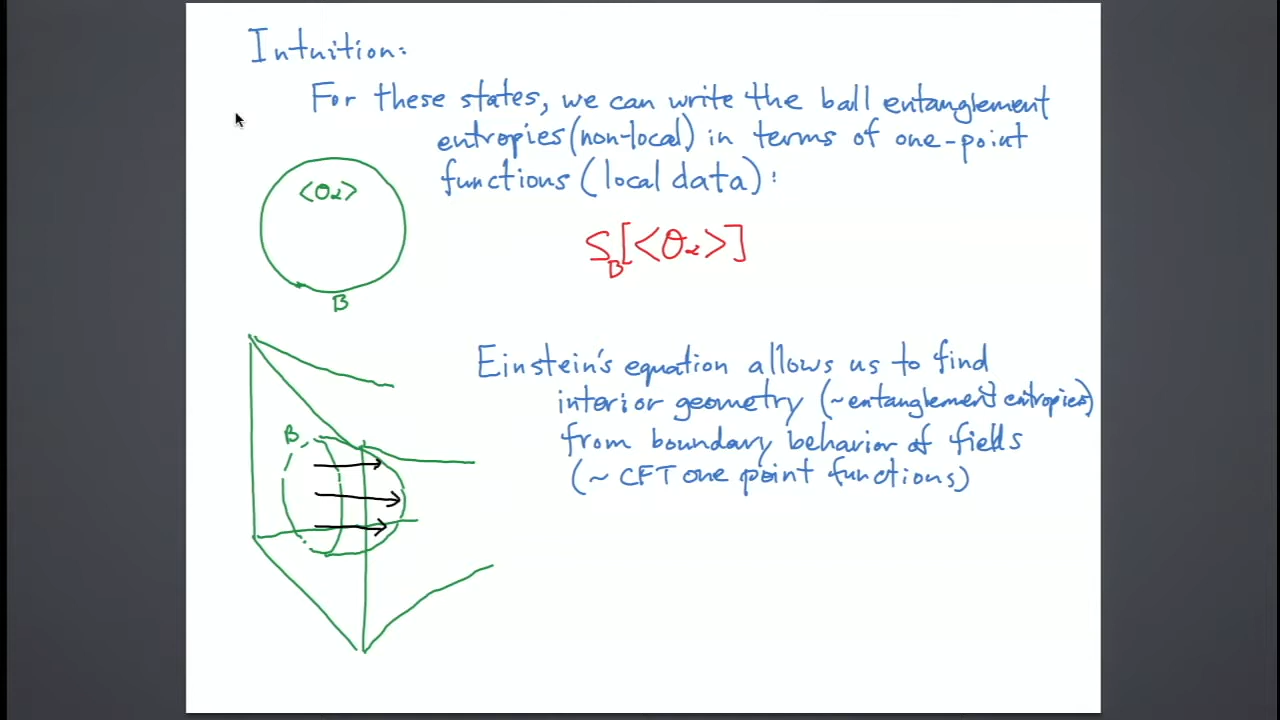 Intuition:
For these states, we can write the ball entanglement
entropies (non-local) in terms of one-point
functions (local data):
<O_α>
B
S_B[<O_α>]
Einstein's equation allows us to find
interior geometry (~entanglement entropies)
from boundary behavior of fields
(~ CFT one point functions)
B